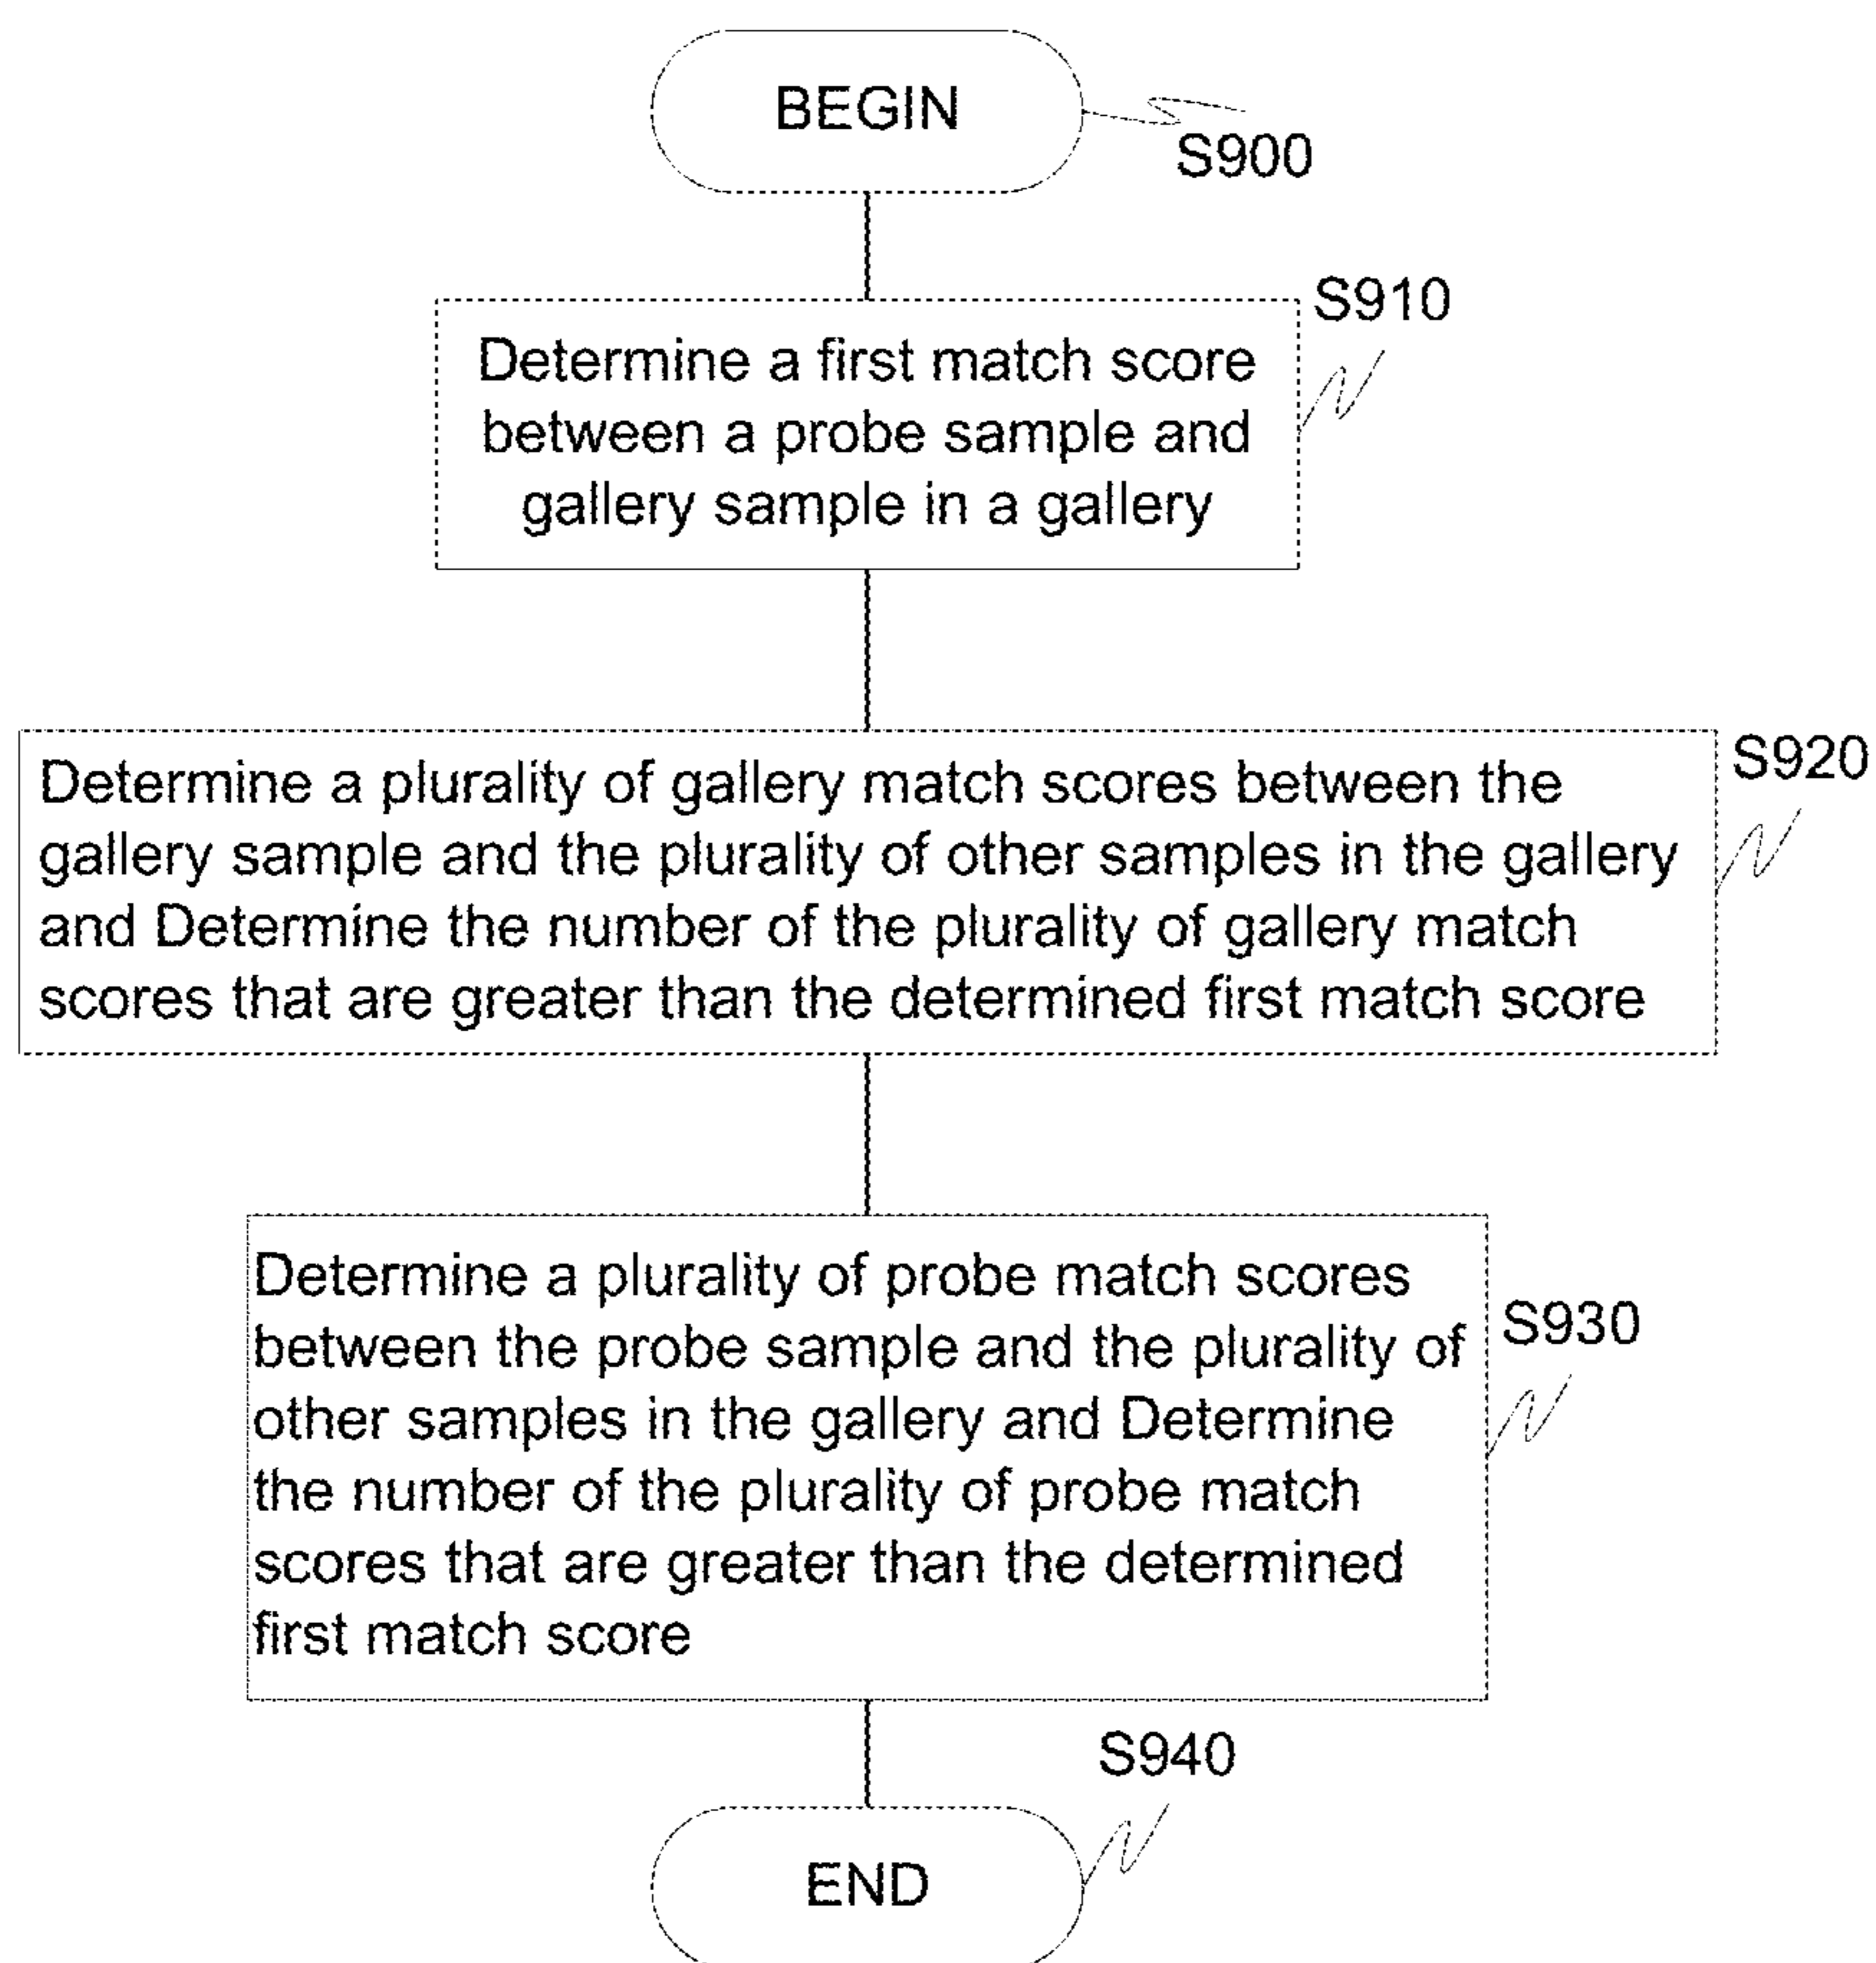 BEGIN
S900
S910
Determine a first match score
between a probe sample and
gallery sample in a gallery
S920
Determine a plurality of gallery match scores between the
gallery sample and the plurality of other samples in the gallery
and Determine the number of the plurality of gallery match
scores that are greater than the determined first match score
Determine a plurality of probe match scores
between the probe sample and the plurality of
other samples in the gallery and Determine
the number of the plurality of probe match
scores that are greater than the determined
first match score
S930
S940
END